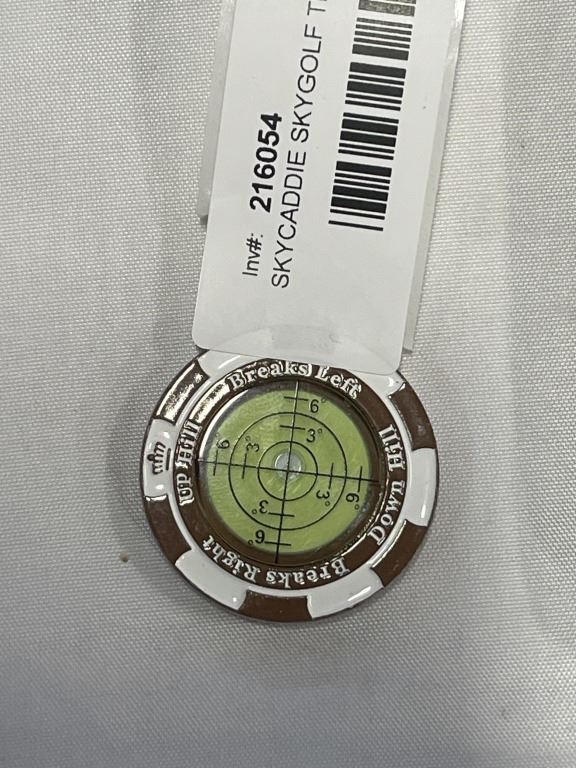 Inv#: 216054
SKYCADDIE SKYGOLF
Breaks Left
Down Hill
Breaks Right
UP Hill
6°
3°
6°
3°
6°
3°
6
3°